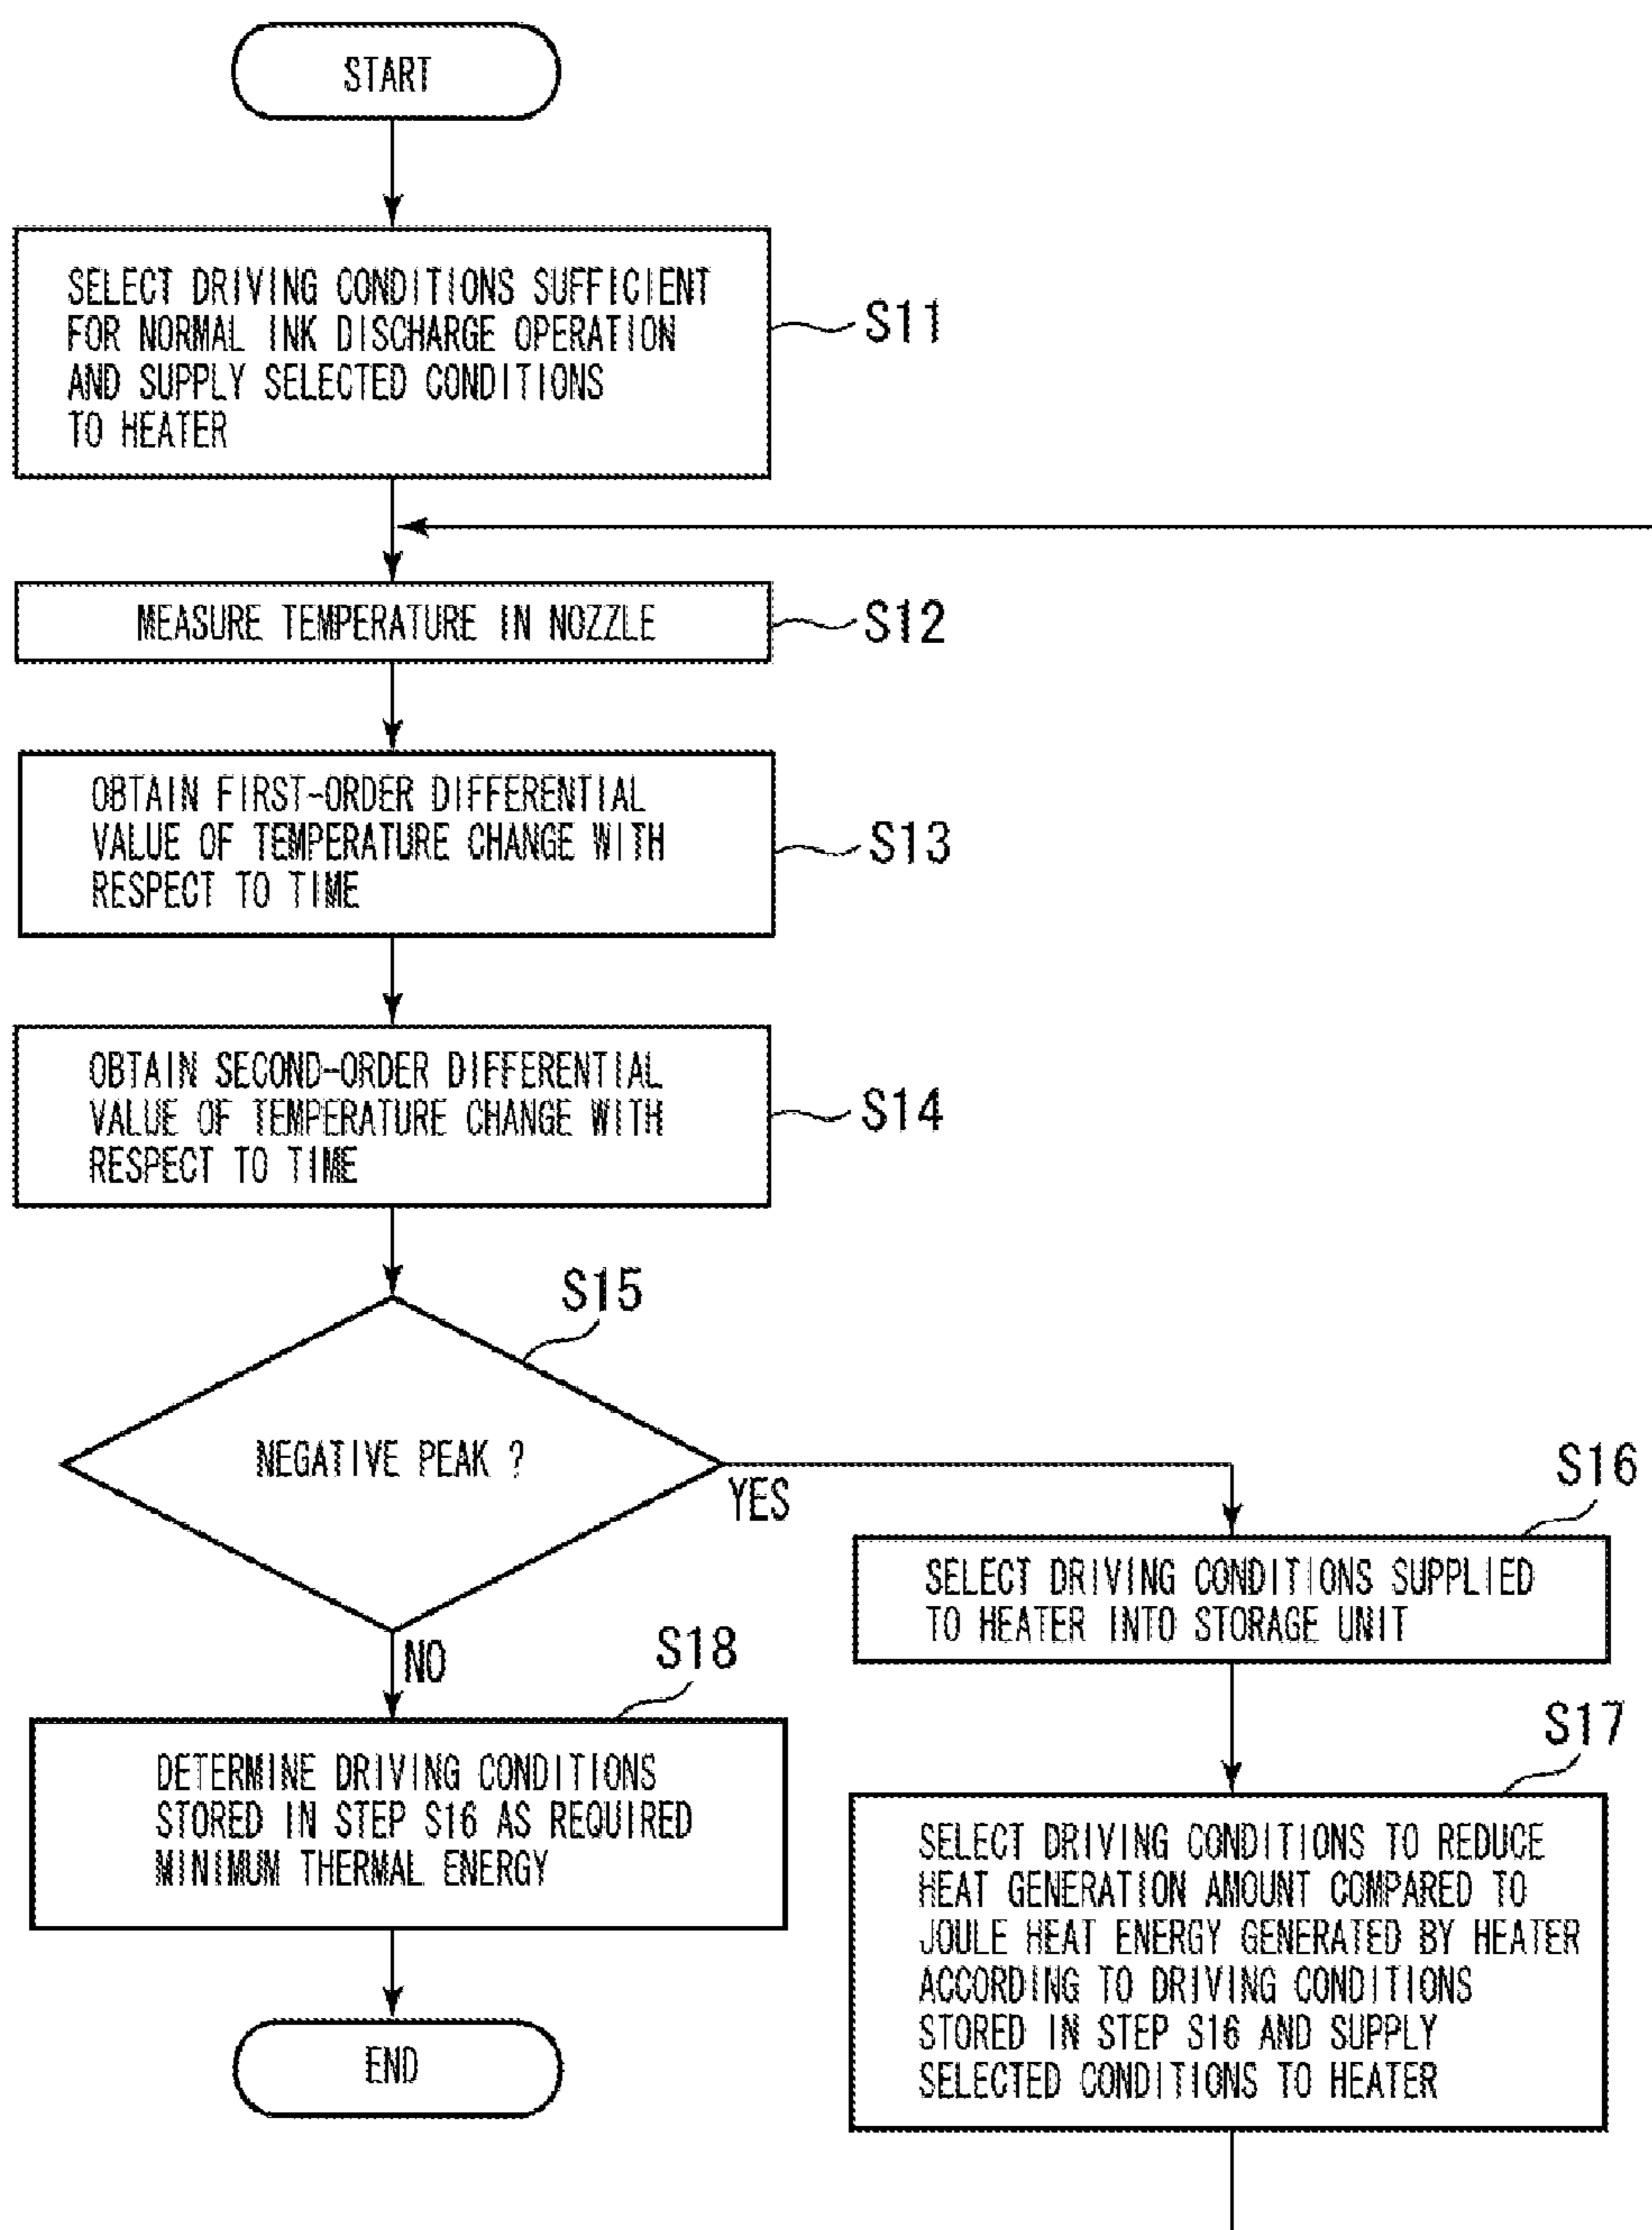 START
SELECT DRIVING CONDITIONS SUFFICIENT
FOR NORMAL INK DISCHARGE OPERATION
AND SUPPLY SELECTED CONDITIONS
TO HEATER
S11
MEASURE TEMPERATURE IN NOZZLE
S12
OBTAIN FIRST-ORDER DIFFERENTIAL
VALUE OF TEMPERATURE CHANGE WITH
RESPECT TO TIME
S13
OBTAIN SECOND-ORDER DIFFERENTIAL
VALUE OF TEMPERATURE CHANGE WITH
RESPECT TO TIME
S14
S15
NEGATIVE PEAK ?
YES
NO
S16
SELECT DRIVING CONDITIONS SUPPLIED
TO HEATER INTO STORAGE UNIT
S17
SELECT DRIVING CONDITIONS TO REDUCE
HEAT GENERATION AMOUNT COMPARED TO
JOULE HEAT ENERGY GENERATED BY HEATER
ACCORDING TO DRIVING CONDITIONS
STORED IN STEP S16 AND SUPPLY
SELECTED CONDITIONS TO HEATER
S18
DETERMINE DRIVING CONDITIONS
STORED IN STEP S16 AS REQUIRED
MINIMUM THERMAL ENERGY
END